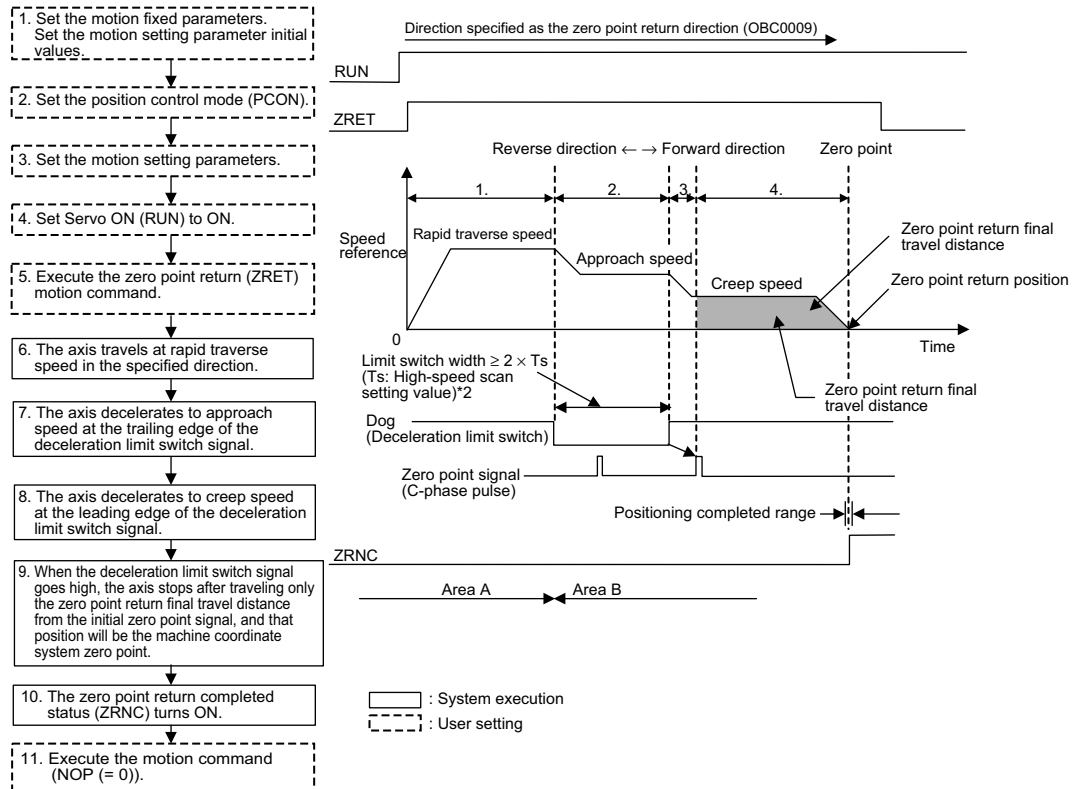 1. Set the motion fixed parameters.
Set the motion setting parameter initial
values.
2. Set the position control mode (PCON).
3. Set the motion setting parameters.
4. Set Servo ON (RUN) to ON.
5. Execute the zero point return (ZRET)
motion command.
6. The axis travels at rapid traverse
speed in the specified direction.
7. The axis decelerates to approach
speed at the trailing edge of the
deceleration limit switch signal.
8. The axis decelerates to creep speed
at the leading edge of the deceleration
limit switch signal.
9. When the deceleration limit switch signal
goes high, the axis stops after traveling only
the zero point return final travel distance
from the initial zero point signal, and that
position will be the machine coordinate
system zero point.
10. The zero point return completed
status (ZRNC) turns ON.
11. Execute the motion command
(NOP (= 0)).
Direction specified as the zero point return direction (OBC0009)
RUN
ZRET
Reverse direction ← → Forward direction
Zero point
1.
2.
3.
4.
Speed
reference
Rapid traverse speed
Approach speed
Creep speed
Zero point return final
travel distance
Zero point return position
0
Time
Limit switch width ≥ 2 × Ts
(Ts: High-speed scan
setting value)*2
Zero point return final
travel distance
Dog
(Deceleration limit switch)
Zero point signal
(C-phase pulse)
Positioning completed range
ZRNC
Area A
Area B
: System execution
: User setting